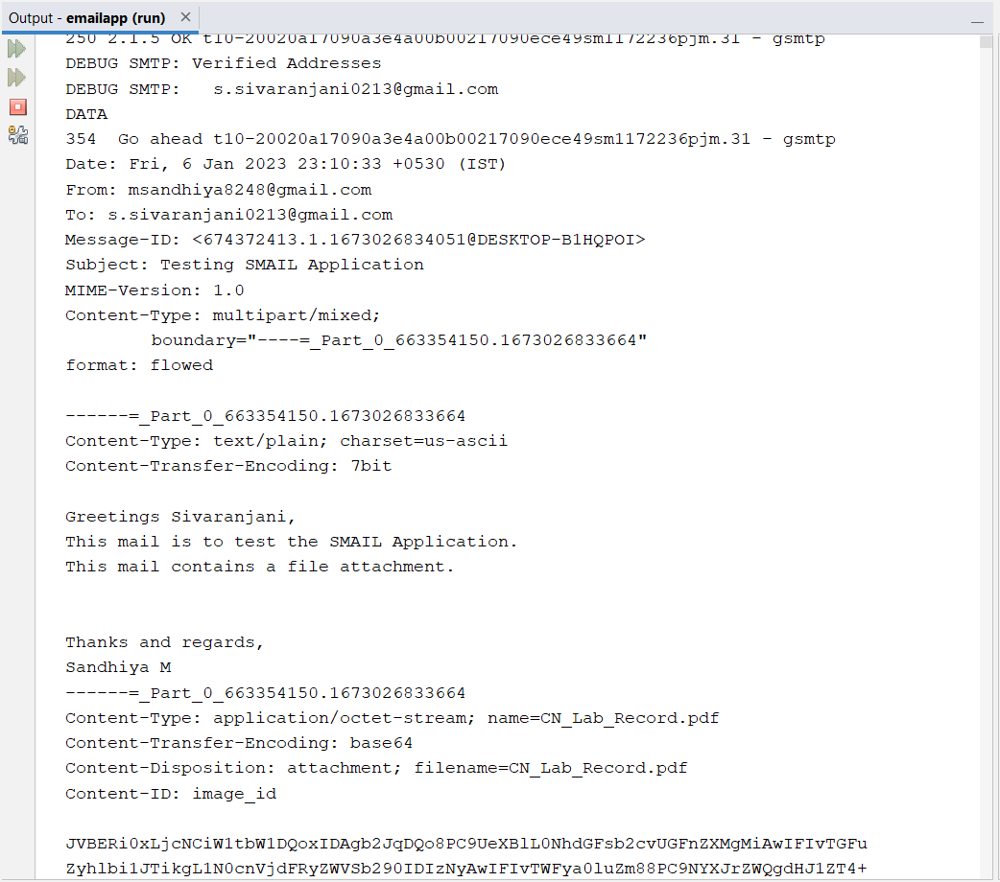 Output - emailapp (run)
250 2.1.5 OK t10-20020a17090a3e4a00b00217090ece49sm1172236pjm.31 - gsmtp
DEBUG SMTP: Verified Addresses
DEBUG SMTP:   s.sivaranjani0213@gmail.com
DATA
354  Go ahead t10-20020a17090a3e4a00b00217090ece49sm1172236pjm.31 - gsmtp
Date: Fri, 6 Jan 2023 23:10:33 +0530 (IST)
From: msandhiya8248@gmail.com
To: s.sivaranjani0213@gmail.com
Message-ID: <674372413.1.1673026834051@DESKTOP-B1HQPOI>
Subject: Testing SMAIL Application
MIME-Version: 1.0
Content-Type: multipart/mixed;
boundary="----=_Part_0_663354150.1673026833664"
format: flowed
------=_Part_0_663354150.1673026833664
Content-Type: text/plain; charset=us-ascii
Content-Transfer-Encoding: 7bit
Greetings Sivaranjani,
This mail is to test the SMAIL Application.
This mail contains a file attachment.
Thanks and regards,
Sandhiya M
------=_Part_0_663354150.1673026833664
Content-Type: application/octet-stream; name=CN_Lab_Record.pdf
Content-Transfer-Encoding: base64
Content-Disposition: attachment; filename=CN_Lab_Record.pdf
Content-ID: image_id
JVBERi0xLjcNCiW1tbW1DQoxIDAgb2JqDQo8PC9UeXBlL0NhdGFsb2cvUGFnZXMgMiAwIFIvTGFu
Zyhlbi1JTikgL1N0cnVjdFRyZWVSb290IDIzNyAwIFIvTWFya0luZm88PC9NYXJrZWQgdHJ1ZT4+